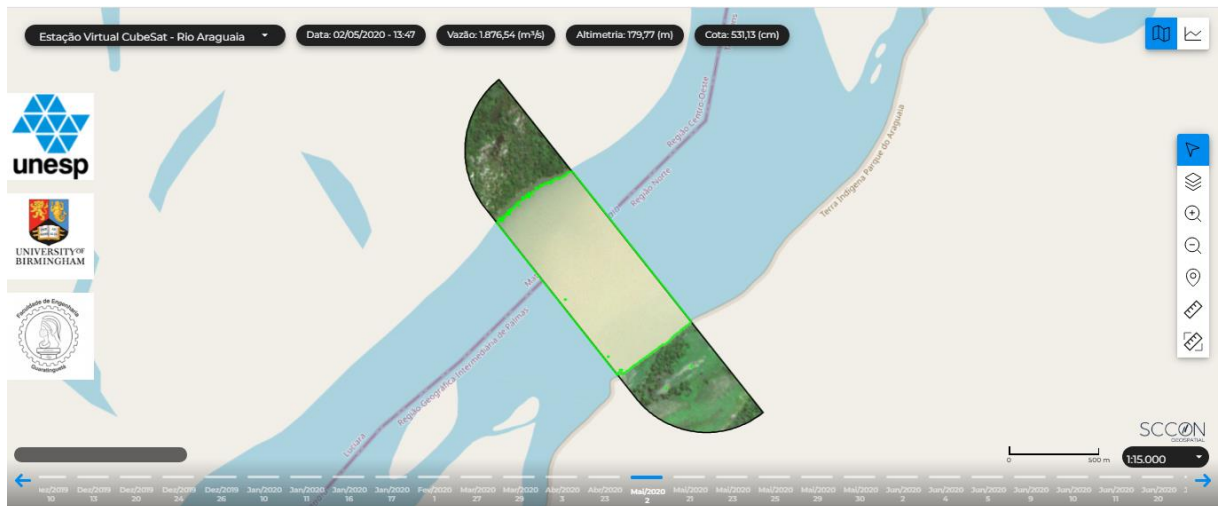 Estação Virtual CubeSat - Rio Araguaia
Data: 02/05/2020 - 13:47
Vazão: 1.876,54 (m³/s)
Altimetria: 179,77 (m)
Cota: 531,13 (cm)
unesp
UNIVERSITY OF
BIRMINGHAM
Faculdade de Engenharia
Guaratinguetá
Região Centro-Oeste
Região Norte
Terra Indígena Parque do Araguaia
Região Geográfica Intermediária de Palmas
Luciara
SCCON
GEOSPATIAL
0 500 m
1:15.000
Dez/2019 13
Dez/2019 20
Dez/2019 24
Dez/2019 26
Jan/2020 10
Jan/2020 11
Jan/2020 16
Jan/2020 17
Fev/2020 1
Mar/2020 27
Mar/2020 29
Abr/2020 3
Abr/2020 23
Mai/2020 2
Mai/2020 21
Mai/2020 23
Mai/2020 25
Mai/2020 29
Mai/2020 30
Jun/2020 2
Jun/2020 4
Jun/2020 5
Jun/2020 9
Jun/2020 10
Jun/2020 11
Jun/2020 20